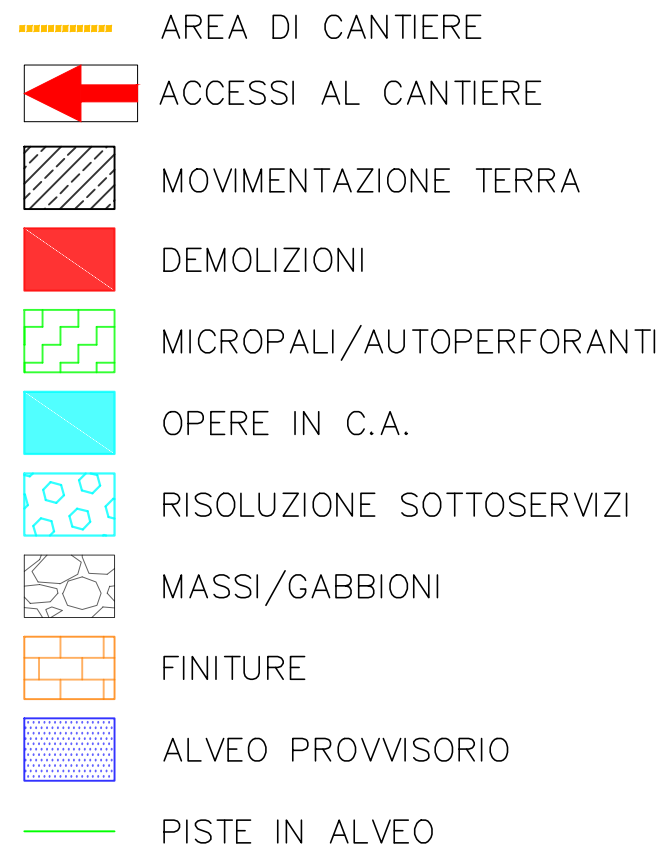 AREA DI CANTIERE
ACCESSI AL CANTIERE
MOVIMENTAZIONE TERRA
DEMOLIZIONI
MICROPALI/AUTOPERFORANTI
OPERE IN C.A.
RISOLUZIONE SOTTOSERVIZI
MASSI/GABBIONI
FINITURE
ALVEO PROVVISORIO
PISTE IN ALVEO